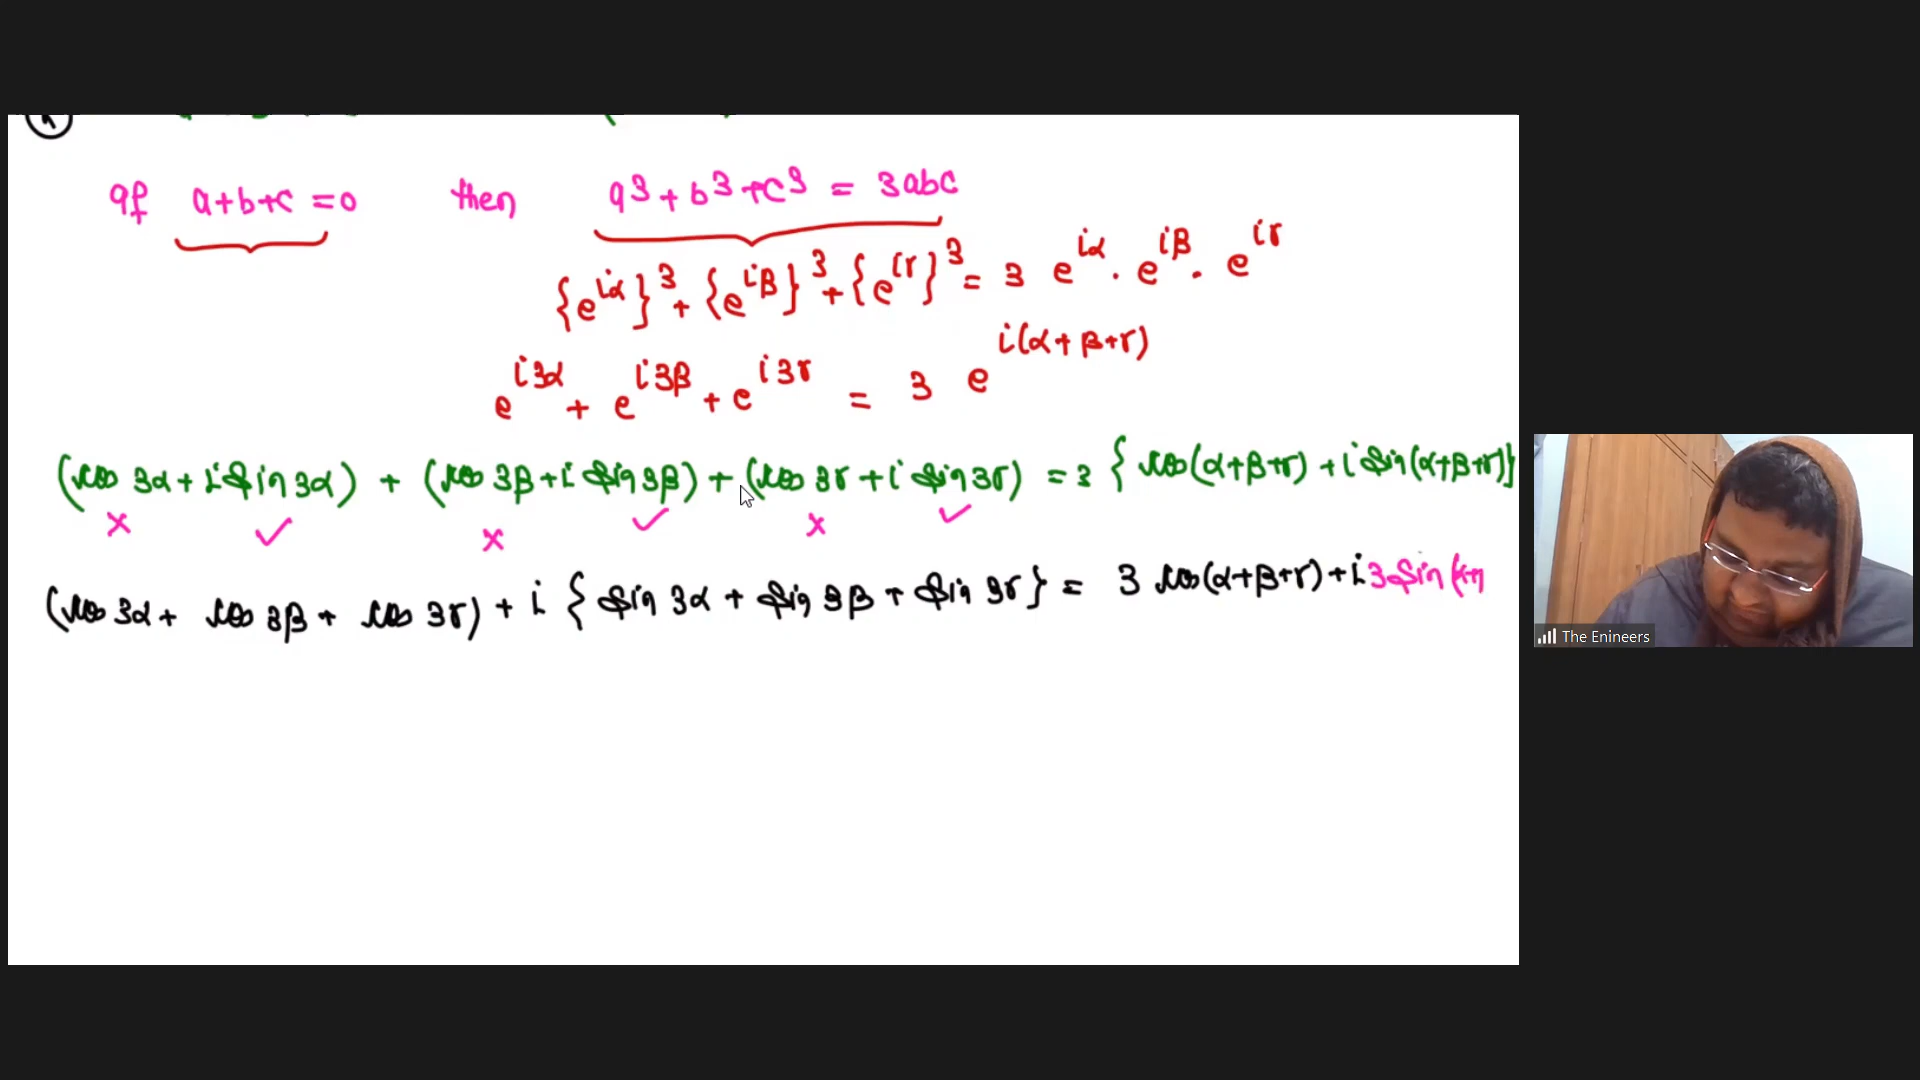 If a+b+c = 0 then a³ + b³ + c³ = 3abc
{e^{iα}}³ + {e^{iβ}}³ + {e^{iγ}}³ = 3 e^{iα} · e^{iβ} · e^{iγ}
e^{i3α} + e^{i3β} + e^{i3γ} = 3 e^{i(α+β+γ)}
(cos 3α + i sin 3α) + (cos 3β + i sin 3β) + (cos 3γ + i sin 3γ) = 3 {cos(α+β+γ) + i sin(α+β+γ)}
(cos 3α + cos 3β + cos 3γ) + i {sin 3α + sin 3β + sin 3γ} = 3 cos(α+β+γ) + i 3 sin
The Enineers